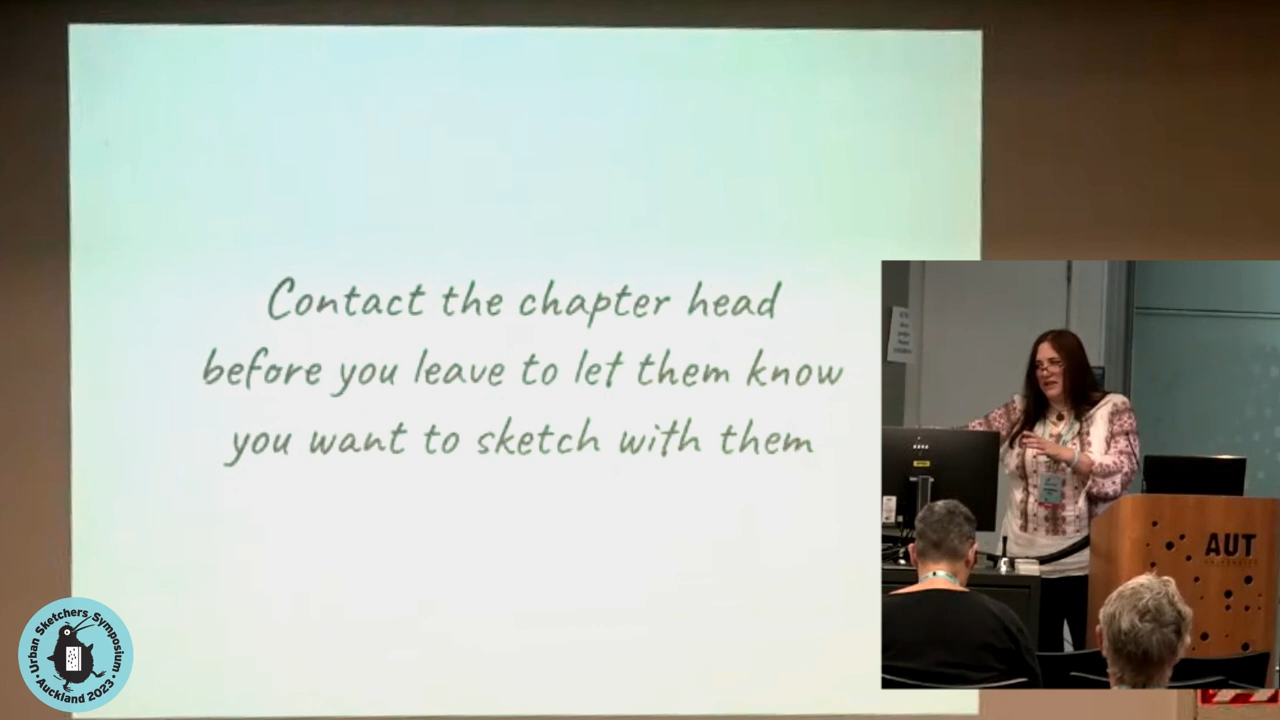 Contact the chapter head
before you leave to let them know
you want to sketch with them
AUT
UNIVERSITY
Urban Sketchers Symposium
Auckland 2023